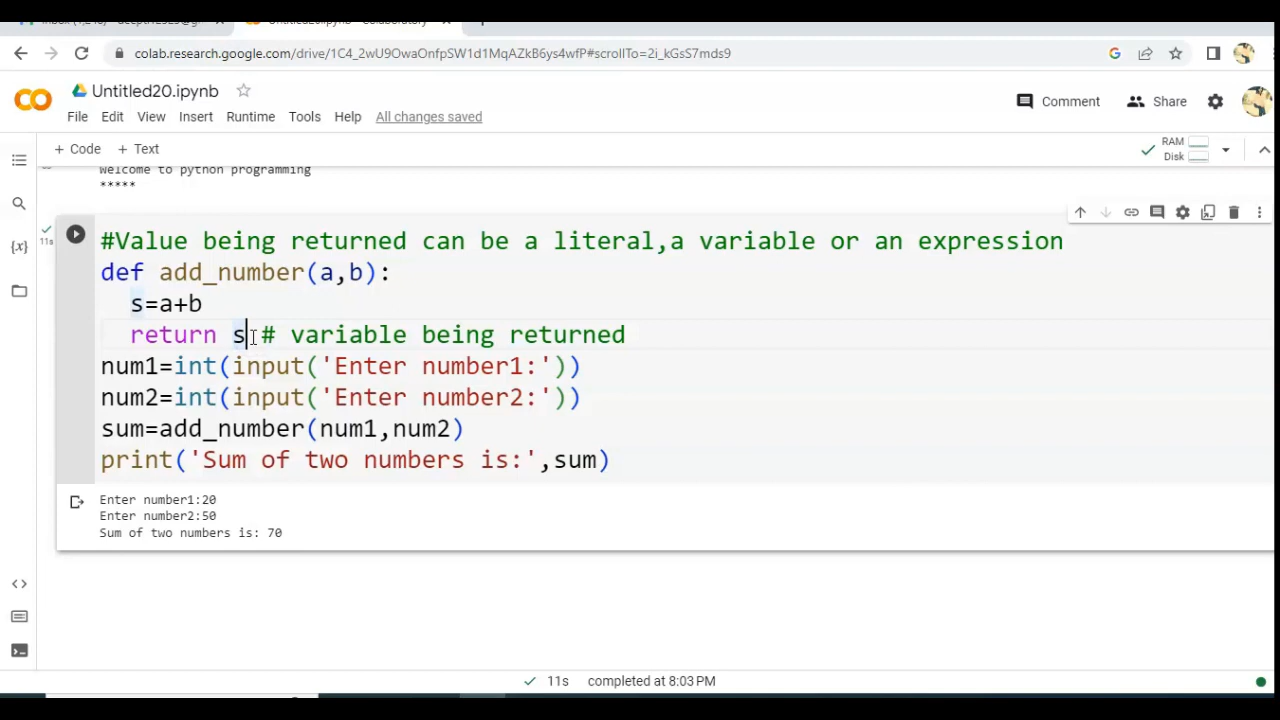 colab.research.google.com/drive/1C4_2wU9OwaOnfpSW1d1MqAZkB6ys4wfP#scrollTo=2i_kGsS7mds9
Untitled20.ipynb
File Edit View Insert Runtime Tools Help All changes saved
Comment Share
+ Code + Text
RAM
Disk
Welcome to python programming
*****
11s
#Value being returned can be a literal,a variable or an expression
def add_number(a,b):
s=a+b
return s # variable being returned
num1=int(input('Enter number1:'))
num2=int(input('Enter number2:'))
sum=add_number(num1,num2)
print('Sum of two numbers is:',sum)
Enter number1:20
Enter number2:50
Sum of two numbers is: 70
11s completed at 8:03 PM